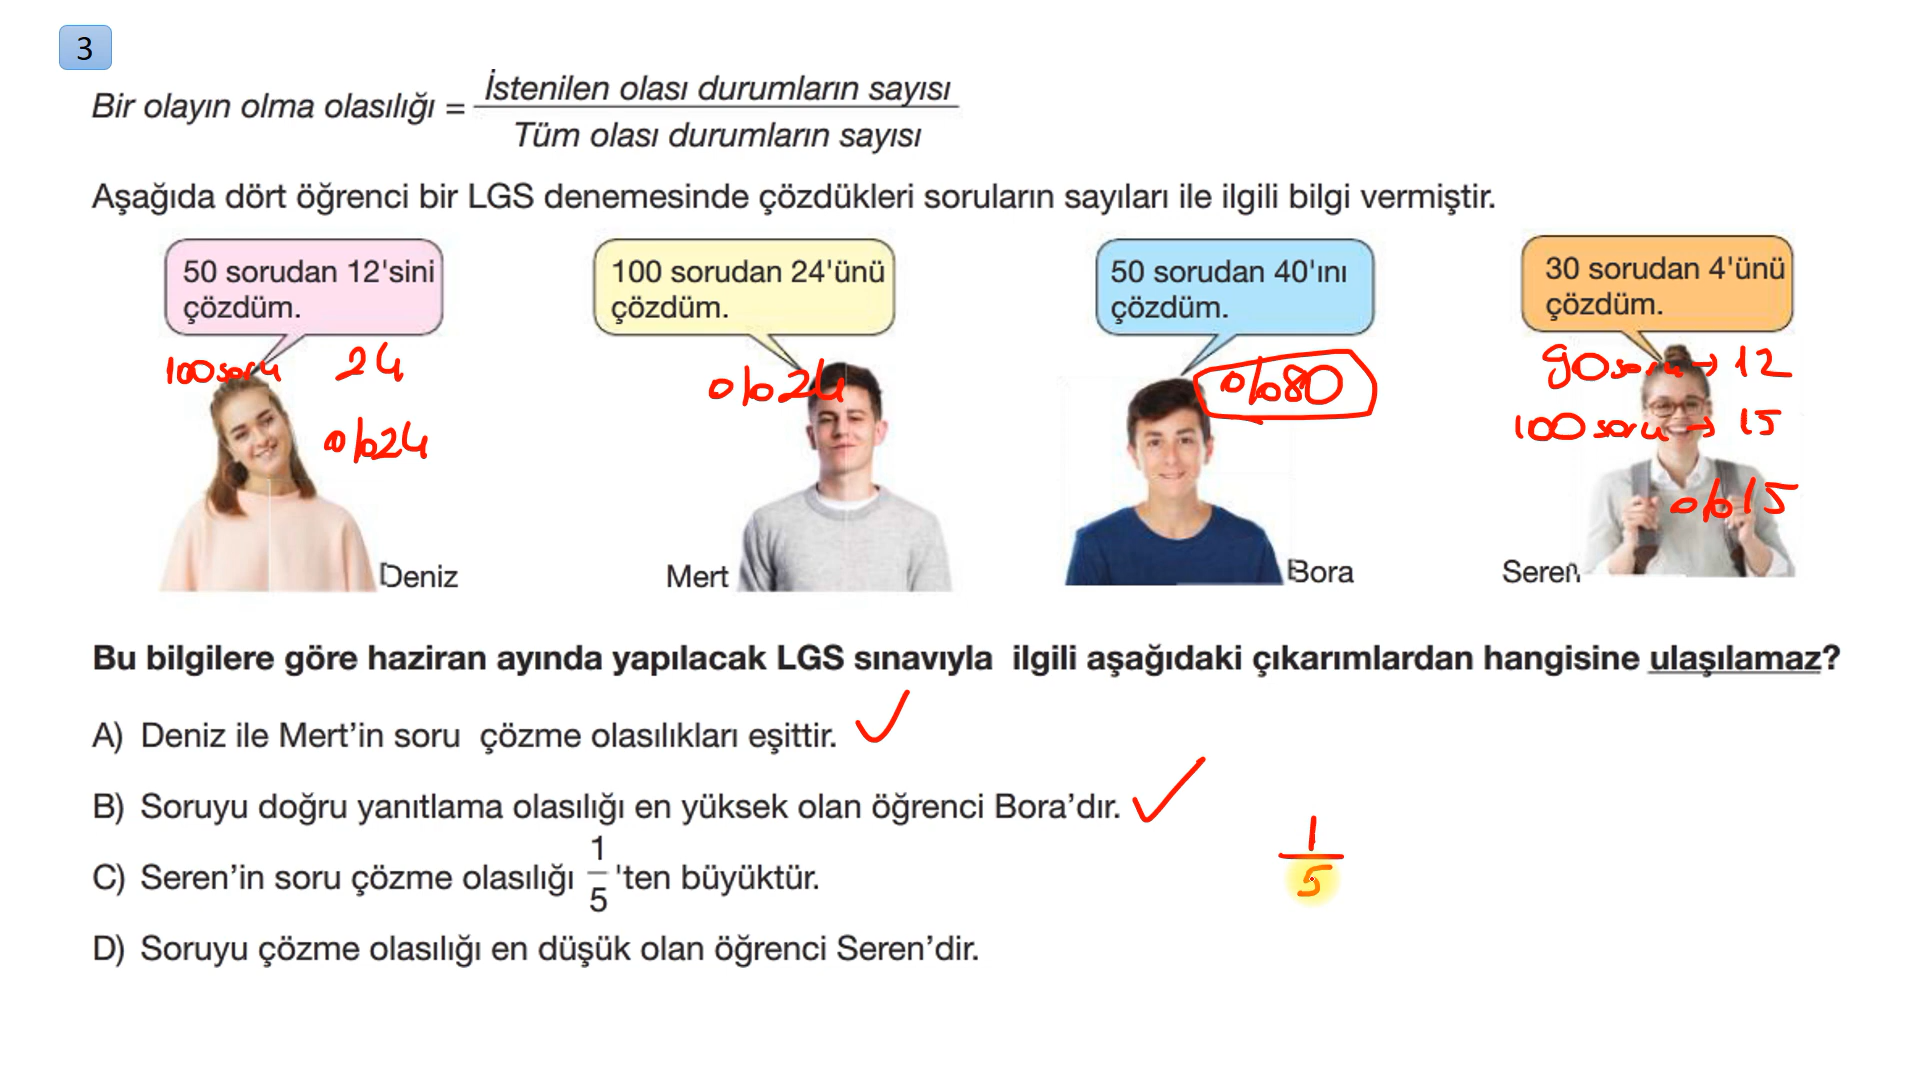 3
Bir olayın olma olasılığı = İstenilen olası durumların sayısı
Tüm olası durumların sayısı
Aşağıda dört öğrenci bir LGS denemesinde çözdükleri soruların sayıları ile ilgili bilgi vermiştir.
50 sorudan 12'sini
çözdüm.
100 soru 24
%24
Deniz
100 sorudan 24'ünü
çözdüm.
%24
Mert
50 sorudan 40'ını
çözdüm.
%80
Bora
30 sorudan 4'ünü
çözdüm.
90 soru → 12
100 soru → 15
%15
Seren
Bu bilgilere göre haziran ayında yapılacak LGS sınavıyla ilgili aşağıdaki çıkarımlardan hangisine ulaşılamaz?
A) Deniz ile Mert'in soru çözme olasılıkları eşittir.
B) Soruyu doğru yanıtlama olasılığı en yüksek olan öğrenci Bora'dır.
C) Seren'in soru çözme olasılığı 1/5 'ten büyüktür.
1/5
D) Soruyu çözme olasılığı en düşük olan öğrenci Seren'dir.